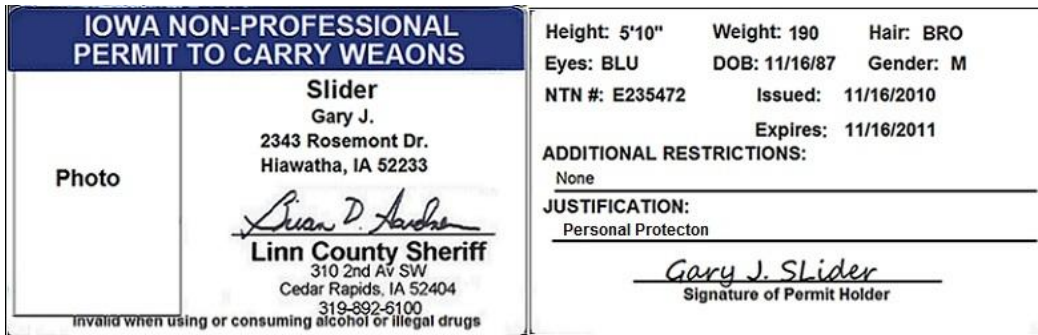 IOWA NON-PROFESSIONAL
PERMIT TO CARRY WEAONS
Photo
Slider
Gary J.
2343 Rosemont Dr.
Hiawatha, IA 52233
Linn County Sheriff
310 2nd Av SW
Cedar Rapids, IA 52404
319-892-6100
Invalid when using or consuming alcohol or illegal drugs
Height: 5'10" Weight: 190 Hair: BRO
Eyes: BLU DOB: 11/16/87 Gender: M
NTN #: E235472 Issued: 11/16/2010
Expires: 11/16/2011
ADDITIONAL RESTRICTIONS:
None
JUSTIFICATION:
Personal Protecton
Gary J. SLider
Signature of Permit Holder